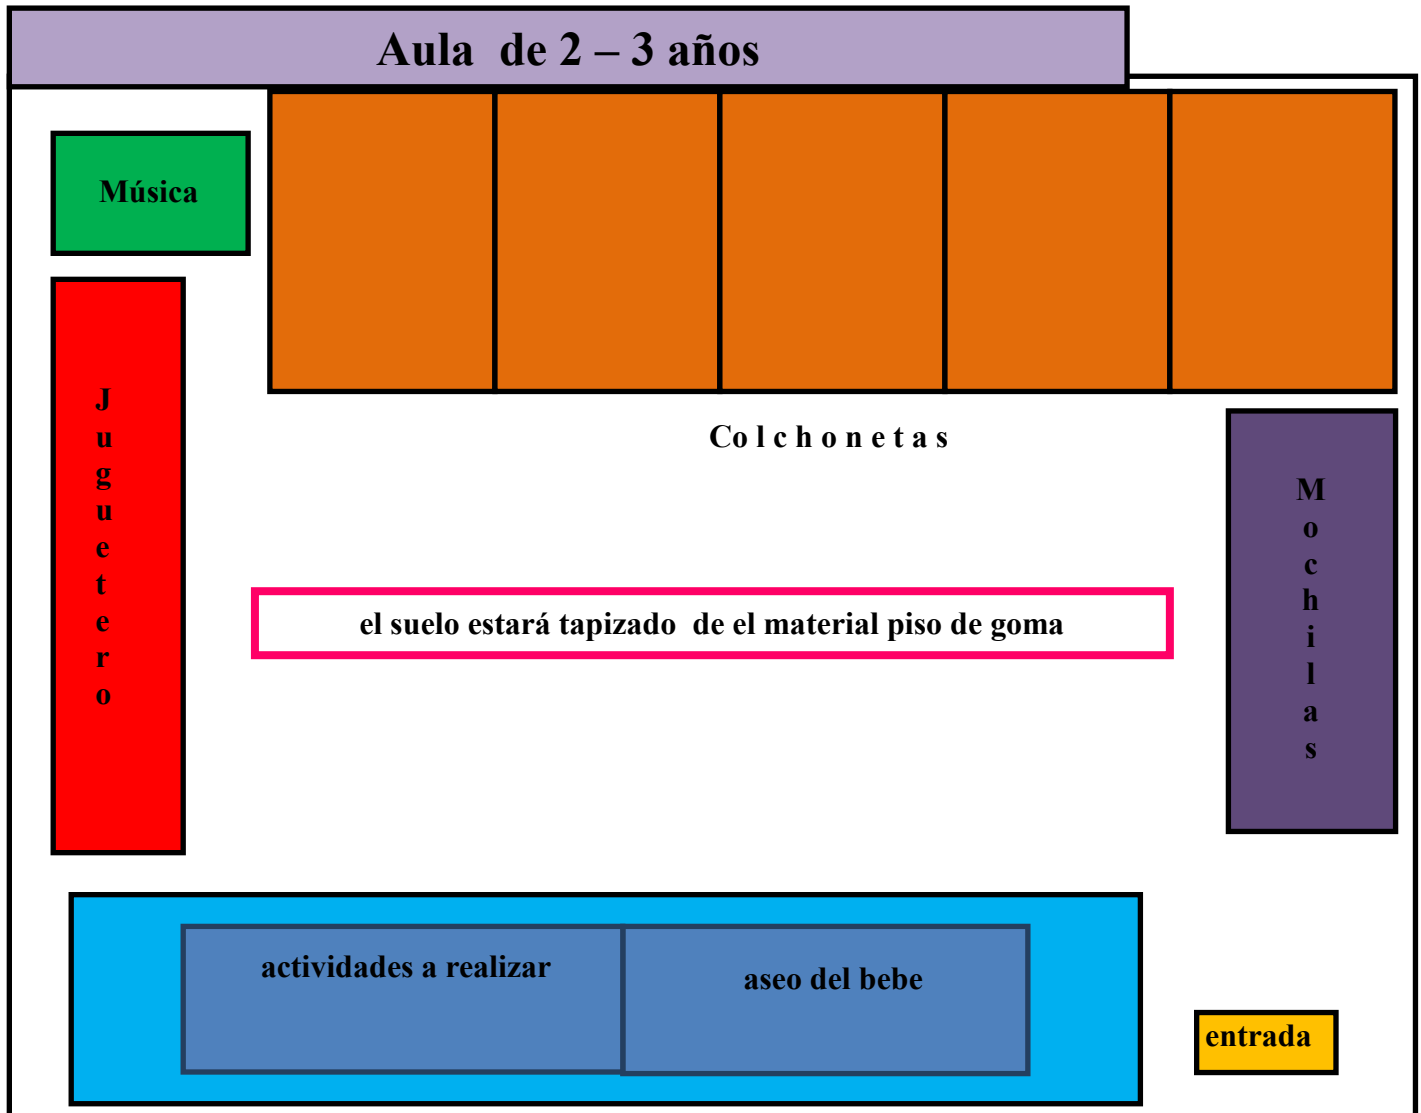 Aula de 2 – 3 años
Música
Juguetero
Colchonetas
Mochilas
el suelo estará tapizado de el material piso de goma
actividades a realizar
aseo del bebe
entrada